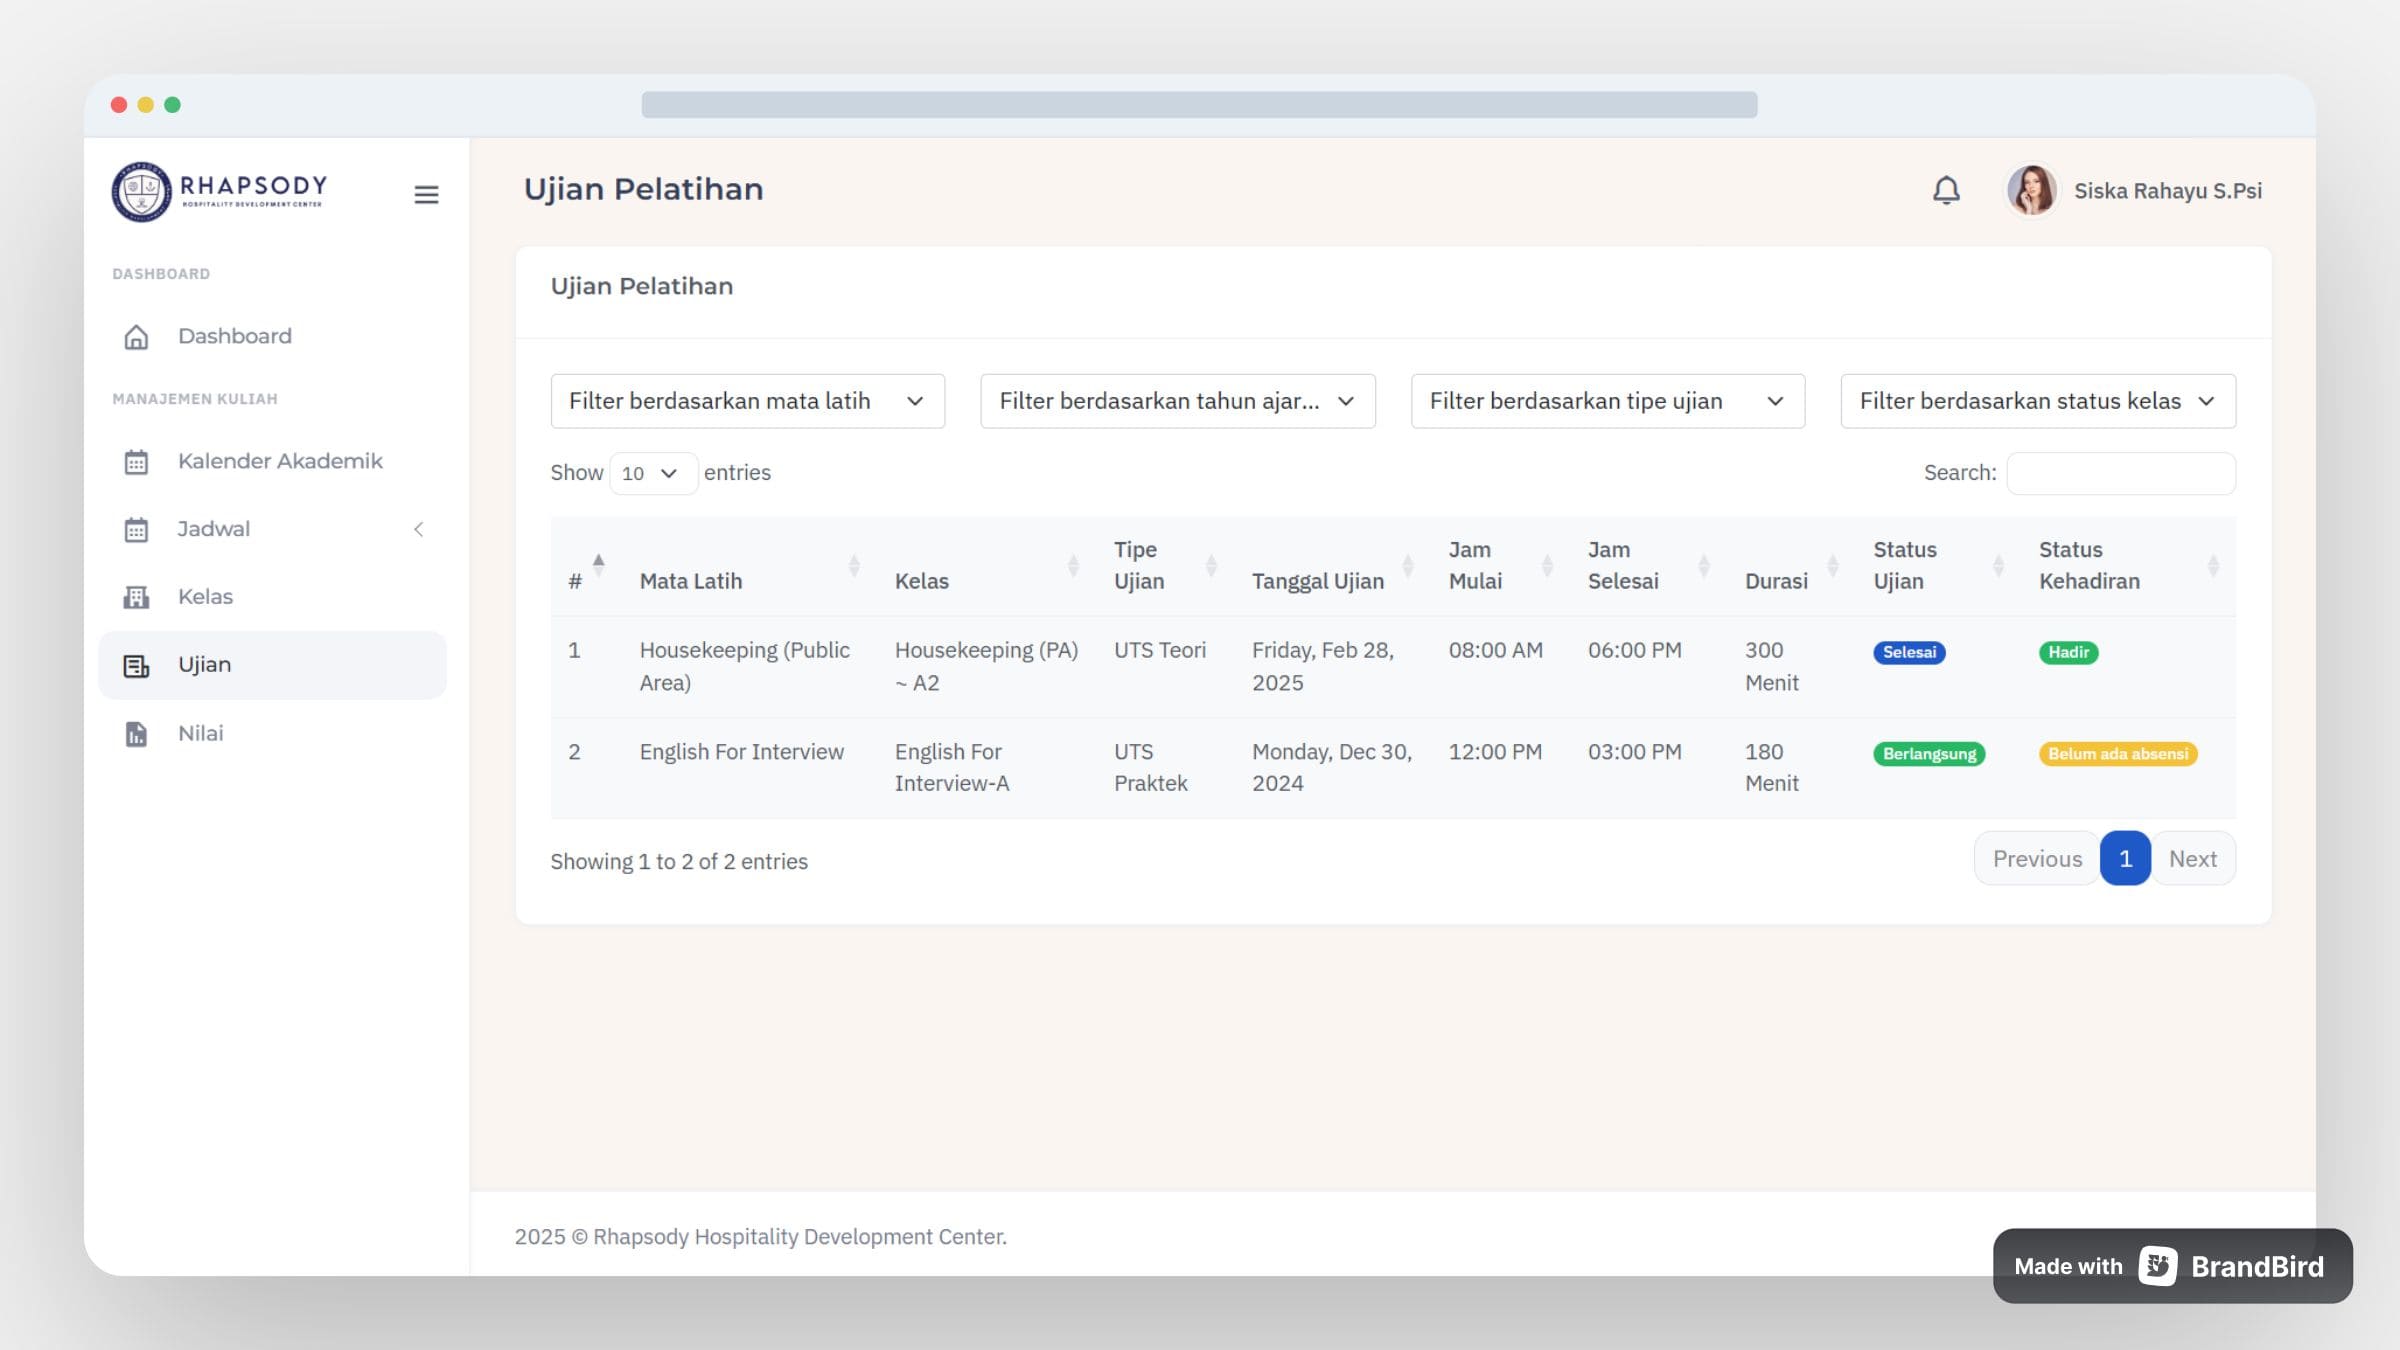 RHAPSODY
HOSPITALITY DEVELOPMENT CENTER
Ujian Pelatihan
Siska Rahayu S.Psi
DASHBOARD
Dashboard
MANAJEMEN KULIAH
Kalender Akademik
Jadwal
Kelas
Ujian
Nilai
Ujian Pelatihan
Filter berdasarkan mata latih
Filter berdasarkan tahun ajar...
Filter berdasarkan tipe ujian
Filter berdasarkan status kelas
Show 10 entries
Search:
# Mata Latih Kelas Tipe Ujian Tanggal Ujian Jam Mulai Jam Selesai Durasi Status Ujian Status Kehadiran
1 Housekeeping (Public Area) Housekeeping (PA) ~ A2 UTS Teori Friday, Feb 28, 2025 08:00 AM 06:00 PM 300 Menit Selesai Hadir
2 English For Interview English For Interview-A UTS Praktek Monday, Dec 30, 2024 12:00 PM 03:00 PM 180 Menit Berlangsung Belum ada absensi
Showing 1 to 2 of 2 entries
Previous 1 Next
2025 © Rhapsody Hospitality Development Center.
Made with BrandBird